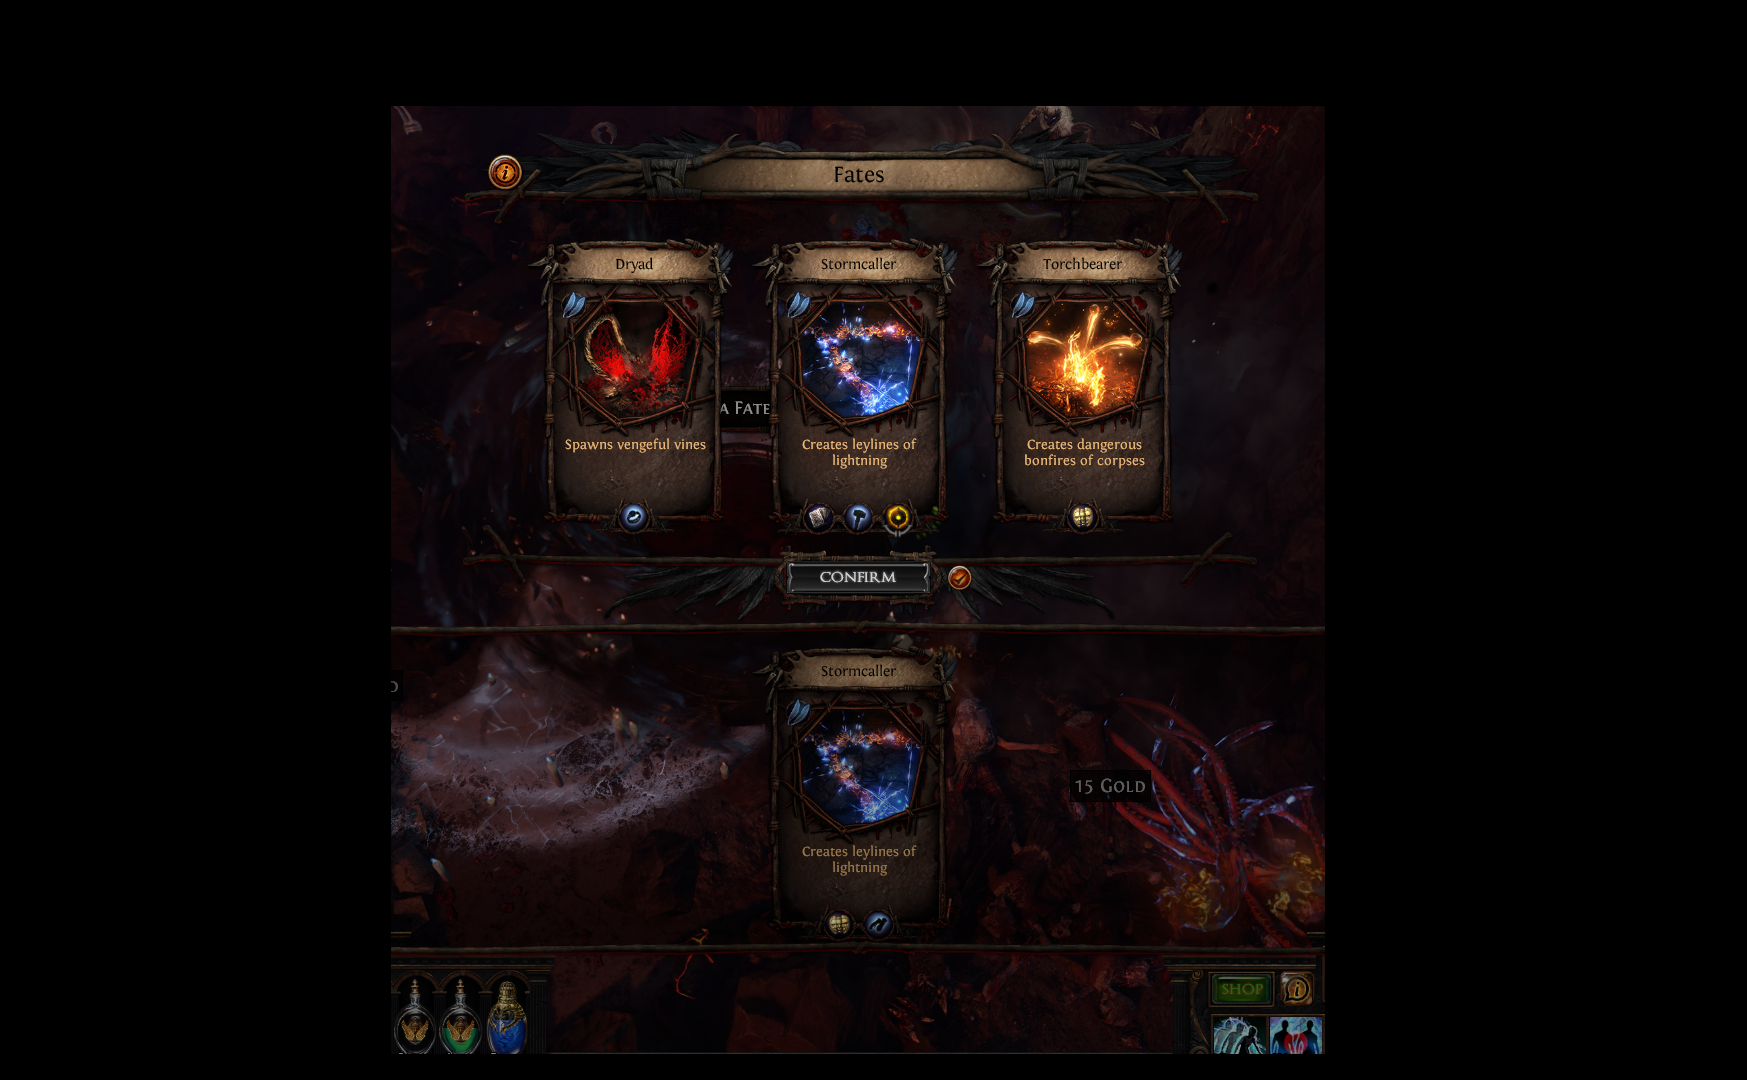 Fates
Dryad
Stormcaller
Torchbearer
a Fate
Spawns vengeful vines
Creates leylines of
lightning
Creates dangerous
bonfires of corpses
CONFIRM
Stormcaller
15 Gold
Creates leylines of
lightning
SHOP